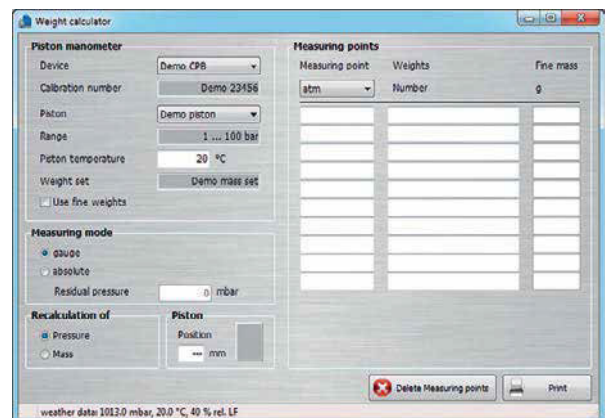 Weight calculator
Piston manometer
Device Demo CPB
Calibration number Demo 23456
Piston Demo piston
Range 1 ... 100 bar
Piston temperature 20 °C
Weight set Demo mass set
Use fine weights
Measuring mode
gauge
absolute
Residual pressure 0 mbar
Recalculation of
Pressure
Mass
Piston
Position
--- mm
Measuring points
Measuring point Weights Fine mass
atm Number g
Delete Measuring points Print
weather data: 1013.0 mbar, 20.0 °C, 40 % rel. LF